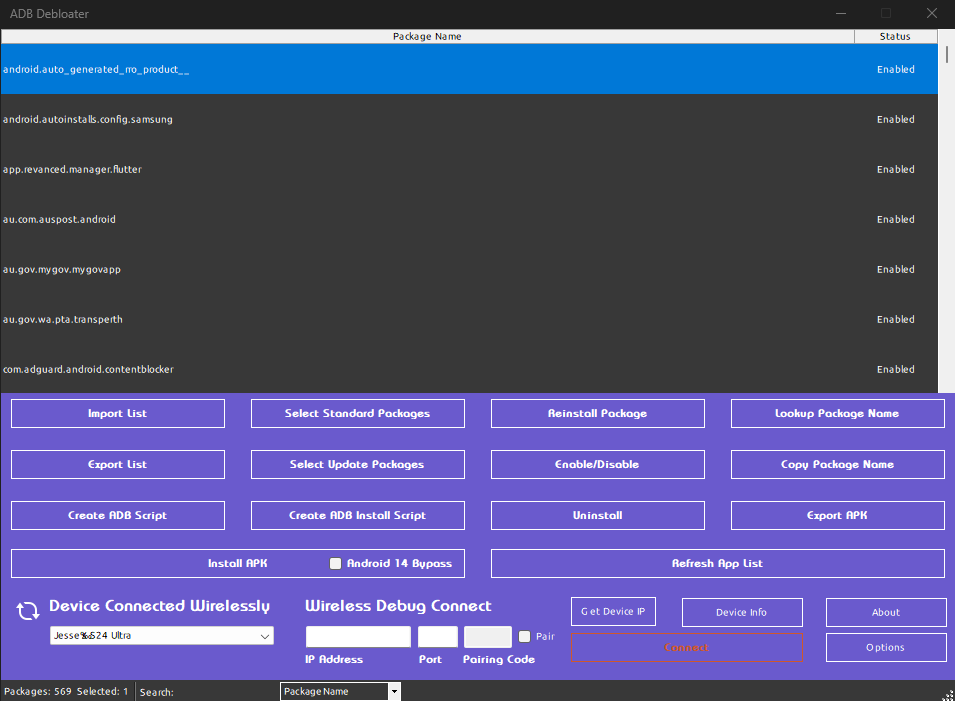 ADB Debloater
Package Name Status
android.auto_generated_rro_product__ Enabled
android.autoinstalls.config.samsung Enabled
app.revanced.manager.flutter Enabled
au.com.auspost.android Enabled
au.gov.mygov.mygovapp Enabled
au.gov.wa.pta.transperth Enabled
com.adguard.android.contentblocker Enabled
Import List Select Standard Packages Reinstall Package Lookup Package Name
Export List Select Update Packages Enable/Disable Copy Package Name
Create ADB Script Create ADB Install Script Uninstall Export APK
Install APK Android 14 Bypass Refresh App List
Device Connected Wirelessly Wireless Debug Connect Get Device IP Device Info About
S24 Ultra Pair Connect Options
IP Address Port Pairing Code
Packages: 569 Selected: 1 Search: Package Name